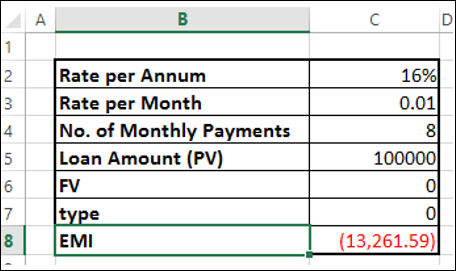 A B C D
1
2 Rate per Annum 16%
3 Rate per Month 0.01
4 No. of Monthly Payments 8
5 Loan Amount (PV) 100000
6 FV 0
7 type 0
8 EMI (13,261.59)